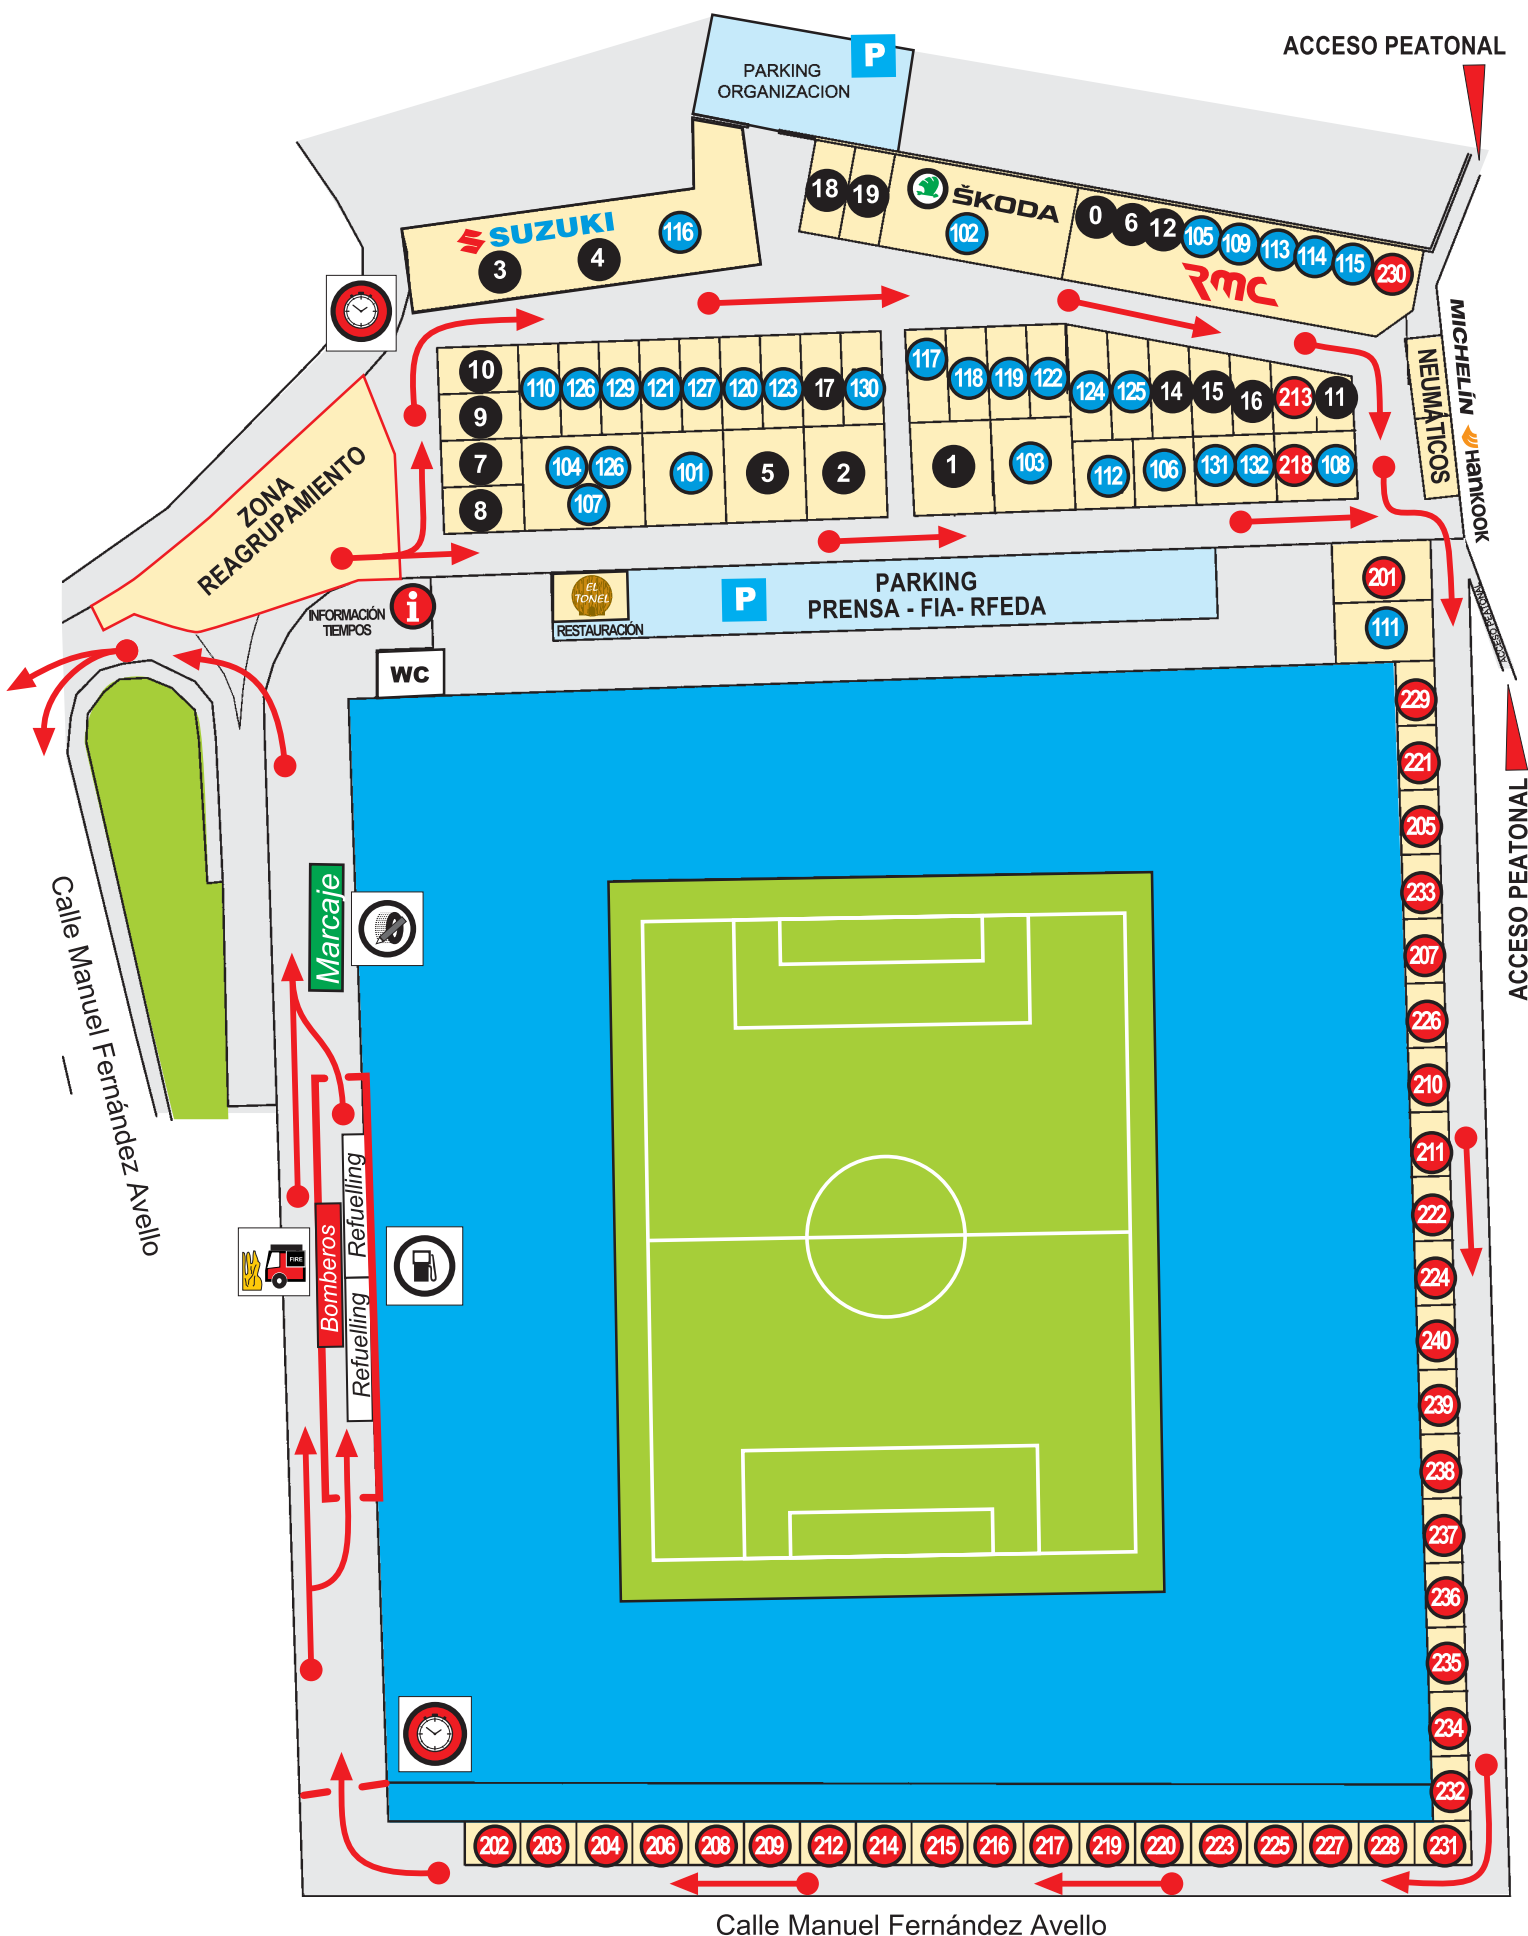 ACCESO PEATONAL
P
PARKING
ORGANIZACION
18
19
ŠKODA
102
0
6
12
105
109
113
114
115
230
RMC
SUZUKI
3
4
116
MICHELÍN
HANKOOK
NEUMÁTICOS
10
9
7
8
110
126
129
121
127
120
123
17
130
104
126
107
101
5
2
117
118
119
122
124
125
14
15
16
213
11
1
103
112
106
131
132
218
108
ZONA
REAGRUPAMIENTO
INFORMACIÓN
TIEMPOS
i
WC
EL
TONEL
RESTAURACIÓN
P
PARKING
PRENSA - FIA- RFEDA
201
111
ACCESO PEATONAL
ACCESO PEATONAL
229
221
205
233
207
226
210
211
222
224
240
239
238
237
236
235
234
232
Calle Manuel Fernández Avello
Marcaje
FIRE
Bomberos
Refuelling
Refuelling
202
203
204
206
208
209
212
214
215
216
217
219
220
223
225
227
228
231
Calle Manuel Fernández Avello